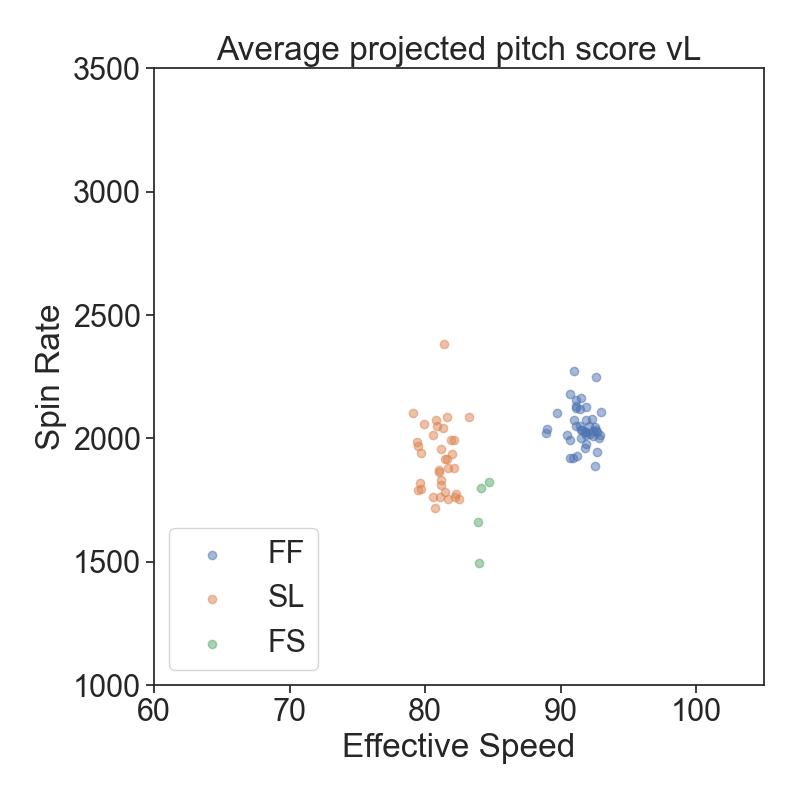 Average projected pitch score vL
3500
3000
2500
2000
1500
1000
Spin Rate
FF
SL
FS
60 70 80 90 100
Effective Speed